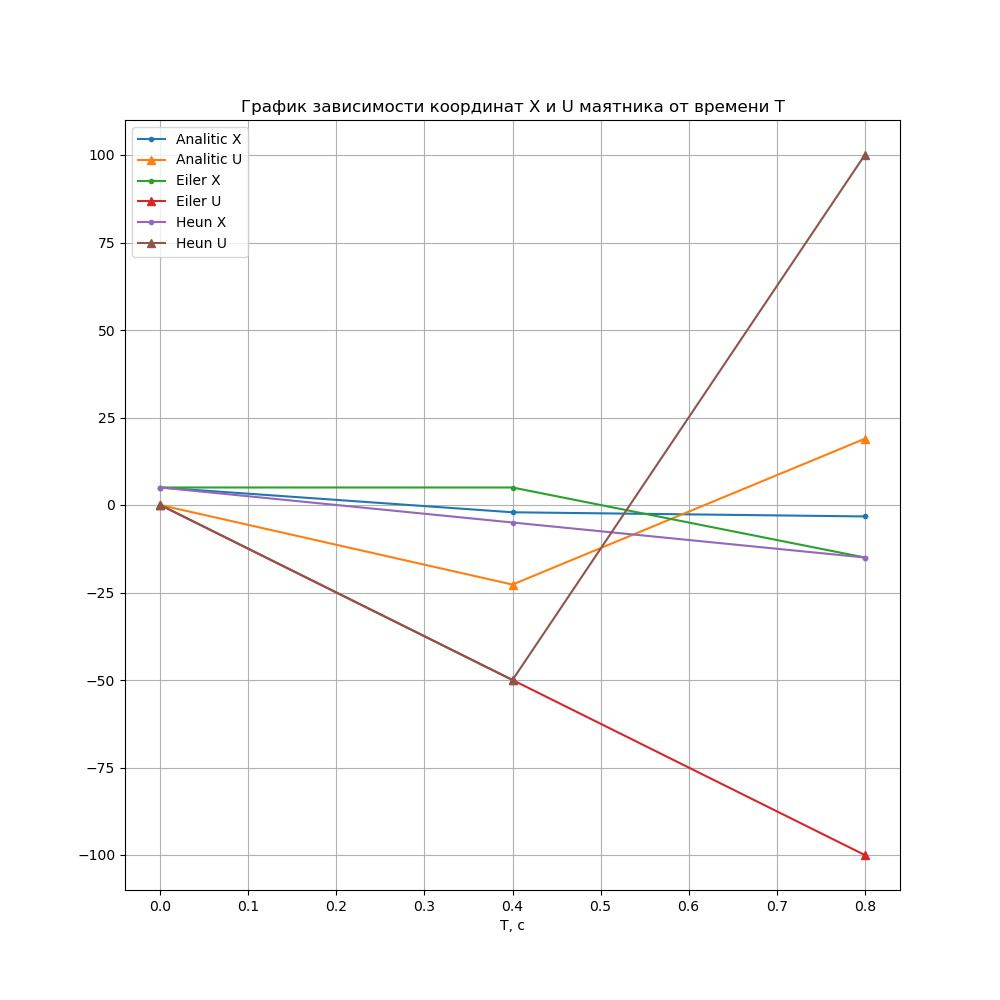 График зависимости координат X и U маятника от времени T
Analitic X
Analitic U
Eiler X
Eiler U
Heun X
Heun U
100
75
50
25
0
−25
−50
−75
−100
0.0 0.1 0.2 0.3 0.4 0.5 0.6 0.7 0.8
T, с